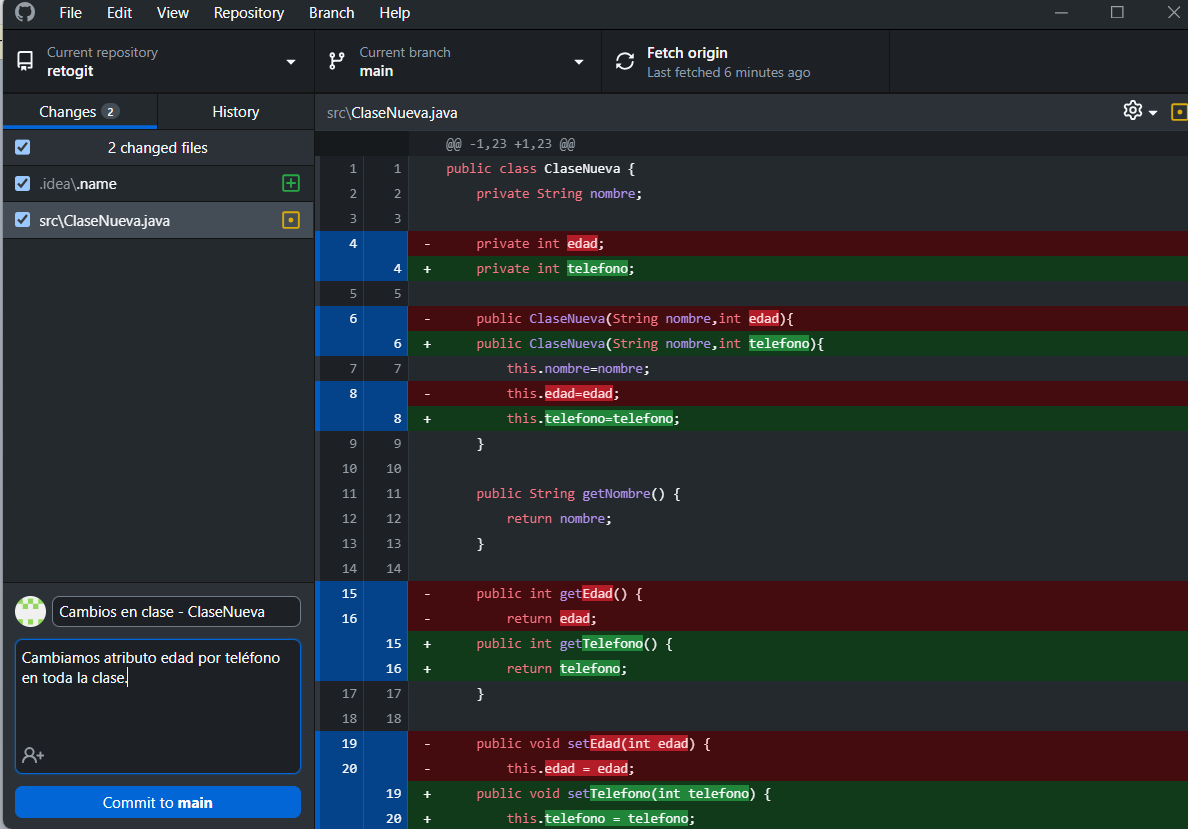 File Edit View Repository Branch Help
Current repository
retogit
Current branch
main
Fetch origin
Last fetched 6 minutes ago
Changes 2
History
2 changed files
.idea\.name
src\ClaseNueva.java
Cambios en clase - ClaseNueva
Cambiamos atributo edad por teléfono
en toda la clase.
Commit to main
src\ClaseNueva.java
@@ -1,23 +1,23 @@
1 1 public class ClaseNueva {
2 2 private String nombre;
3 3
4 - private int edad;
4 + private int telefono;
5 5
6 - public ClaseNueva(String nombre,int edad){
6 + public ClaseNueva(String nombre,int telefono){
7 7 this.nombre=nombre;
8 - this.edad=edad;
8 + this.telefono=telefono;
9 9 }
10 10
11 11 public String getNombre() {
12 12 return nombre;
13 13 }
14 14
15 - public int getEdad() {
16 - return edad;
15 + public int getTelefono() {
16 + return telefono;
17 17 }
18 18
19 - public void setEdad(int edad) {
20 - this.edad = edad;
19 + public void setTelefono(int telefono) {
20 + this.telefono = telefono;